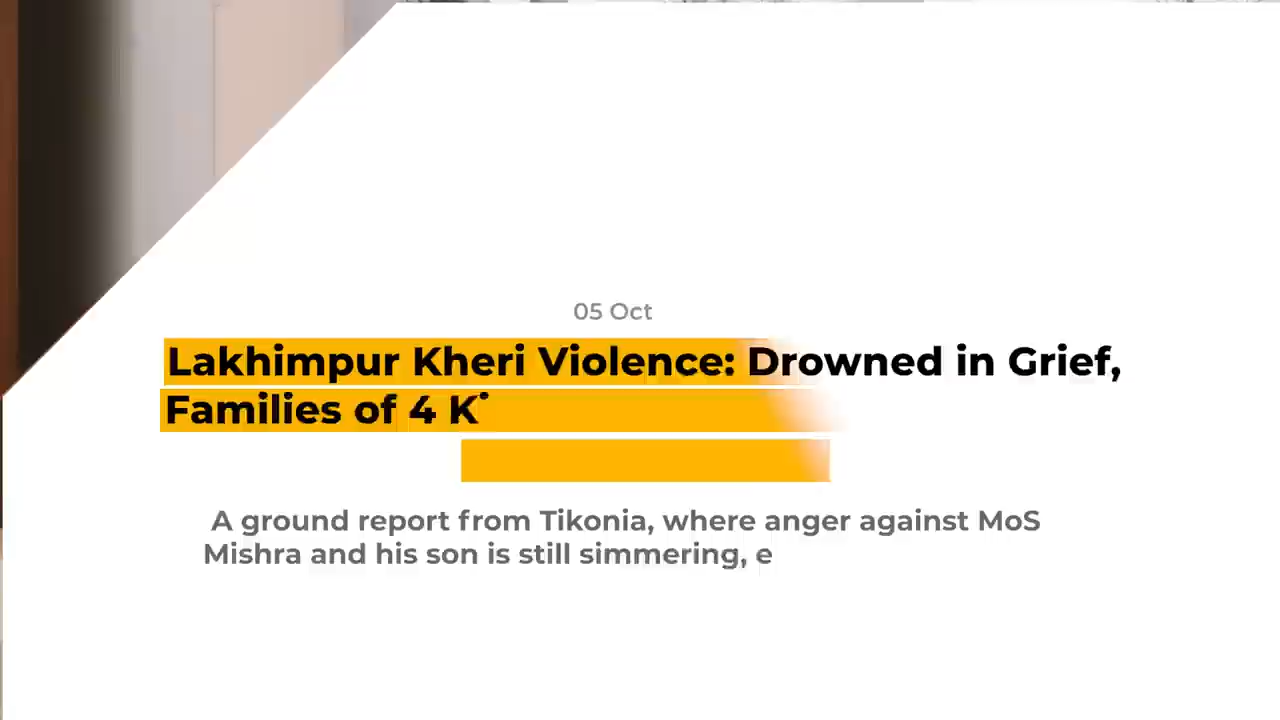 05 Oct
Lakhimpur Kheri Violence: Drowned in Grief,
Families of 4 K
A ground report from Tikonia, where anger against MoS
Mishra and his son is still simmering, e